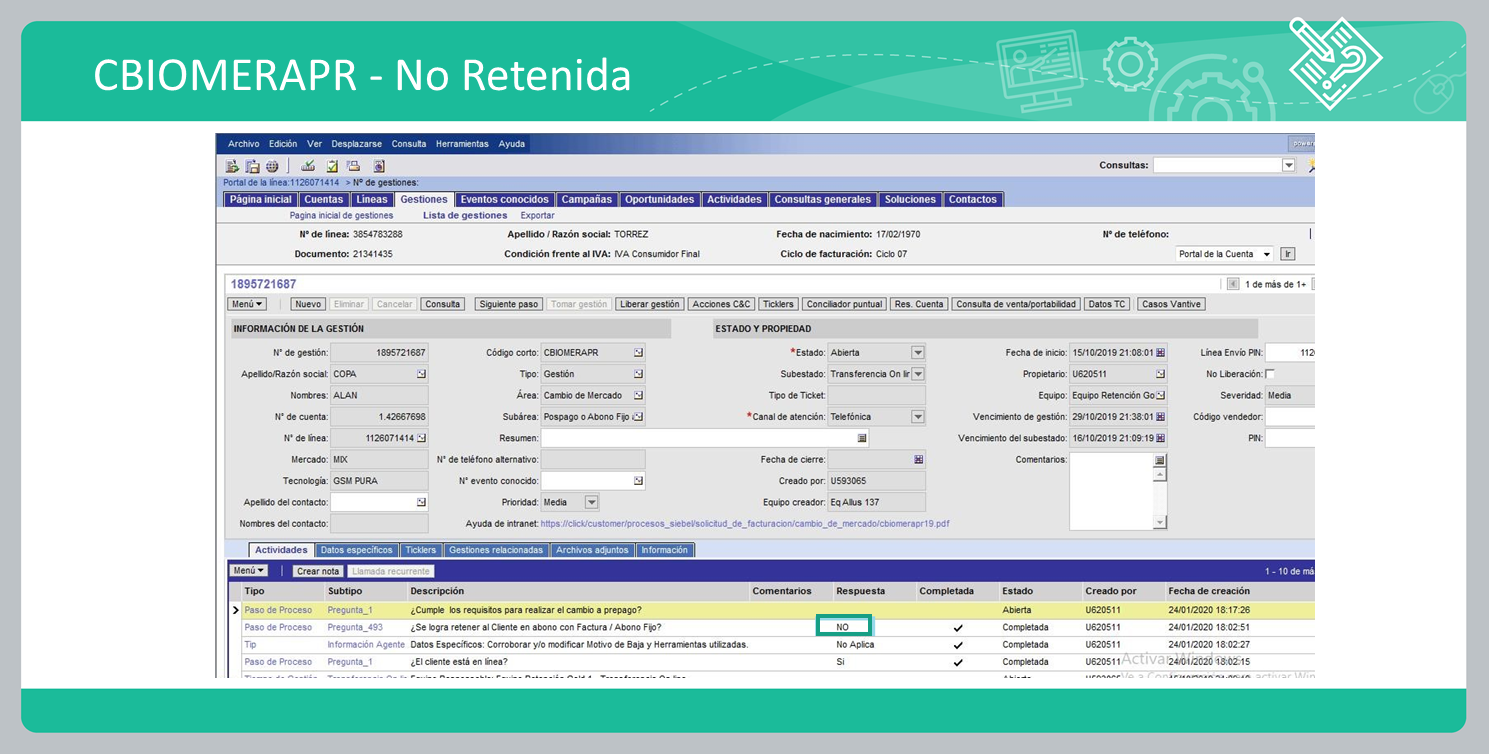 CBIOMERAPR - No Retenida
Archivo Edición Ver Desplazarse Consulta Herramientas Ayuda
Consultas:
Portal de la línea:1126071414 > Nº de gestiones:
Página inicial Cuentas Líneas Gestiones Eventos conocidos Campañas Oportunidades Actividades Consultas generales Soluciones Contactos
Pagina inicial de gestiones Lista de gestiones Exportar
Nº de línea: 3854783288 Apellido / Razón social: TORREZ Fecha de nacimiento: 17/02/1970 Nº de teléfono:
Documento: 21341435 Condición frente al IVA: IVA Consumidor Final Ciclo de facturación: Ciclo 07 Portal de la Cuenta Ir
1895721687 1 de más de 1+
Menú Nuevo Eliminar Cancelar Consulta Siguiente paso Tomar gestión Liberar gestión Acciones C&C Ticklers Conciliador puntual Res. Cuenta Consulta de venta/portabilidad Datos TC Casos Vantive
INFORMACIÓN DE LA GESTIÓN ESTADO Y PROPIEDAD
N° de gestión: 1895721687 Código corto: CBIOMERAPR *Estado: Abierta Fecha de inicio: 15/10/2019 21:08:01 Línea Envío PIN: 112
Apellido/Razón social: COPA Tipo: Gestión Subestado: Transferencia On lir Propietario: U620511 No Liberación:
Nombres: ALAN Área: Cambio de Mercado Tipo de Ticket: Equipo: Equipo Retención Go Severidad: Media
N° de cuenta: 1.42667698 Subárea: Pospago o Abono Fijo *Canal de atención: Telefónica Vencimiento de gestión: 29/10/2019 21:38:01 Código vendedor:
N° de línea: 1126071414 Resumen: Vencimiento del subestado: 16/10/2019 21:09:19 PIN:
Mercado: MIX N° de teléfono alternativo: Fecha de cierre: Comentarios:
Tecnología: GSM PURA N° evento conocido: Creado por: U593065
Apellido del contacto: Prioridad: Media Equipo creador: Eq Allus 137
Nombres del contacto: Ayuda de intranet: https://click/customer/procesos_siebel/solicitud_de_facturacion/cambio_de_mercado/cbiomerapr19.pdf
Actividades Datos específicos Ticklers Gestiones relacionadas Archivos adjuntos Información
Menú Crear nota Llamada recurrente 1 - 10 de má
Tipo Subtipo Descripción Comentarios Respuesta Completada Estado Creado por Fecha de creación
Paso de Proceso Pregunta_1 ¿Cumple los requisitos para realizar el cambio a prepago? Abierta U620511 24/01/2020 18:17:26
Paso de Proceso Pregunta_493 ¿Se logra retener al Cliente en abono con Factura / Abono Fijo? NO Completada U620511 24/01/2020 18:02:51
Tip Información Agente Datos Específicos: Corroborar y/o modificar Motivo de Baja y Herramientas utilizadas. No Aplica Completada U620511 24/01/2020 18:02:27
Paso de Proceso Pregunta_1 ¿El cliente está en línea? Si Completada U620511 24/01/2020 18:02:15
Activar Windows